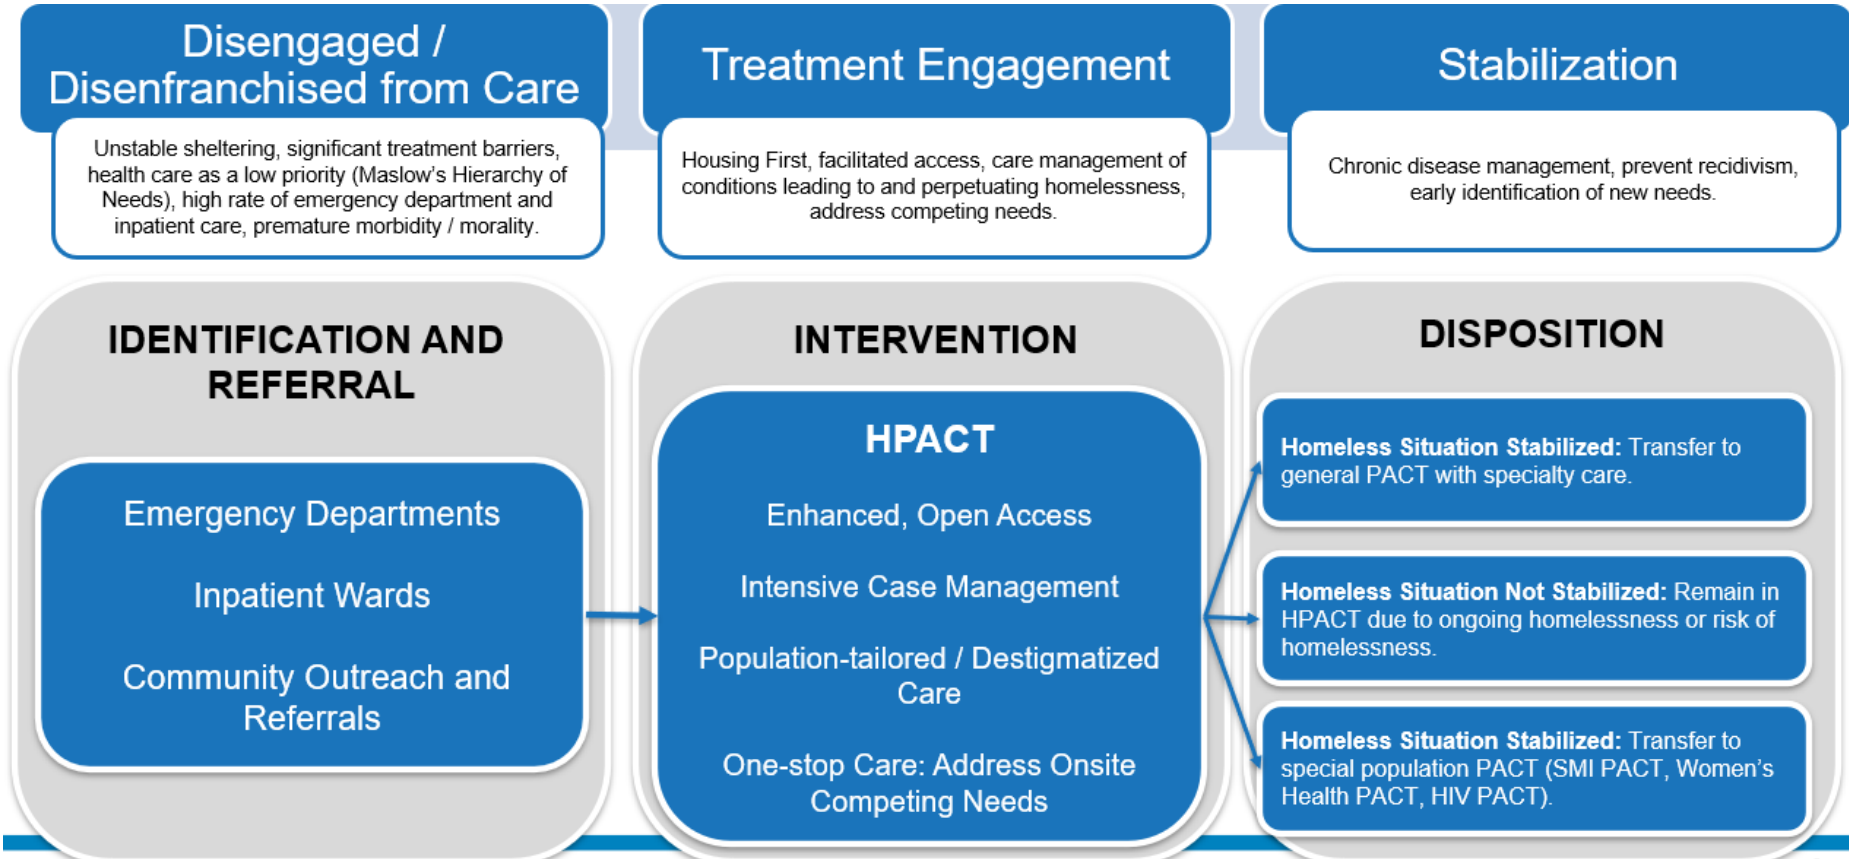 Disengaged /
Disenfranchised from Care
Unstable sheltering, significant treatment barriers,
health care as a low priority (Maslow's Hierarchy of
Needs), high rate of emergency department and
inpatient care, premature morbidity / morality.
Treatment Engagement
Housing First, facilitated access, care management of
conditions leading to and perpetuating homelessness,
address competing needs.
Stabilization
Chronic disease management, prevent recidivism,
early identification of new needs.
IDENTIFICATION AND
REFERRAL
Emergency Departments
Inpatient Wards
Community Outreach and
Referrals
INTERVENTION
HPACT
Enhanced, Open Access
Intensive Case Management
Population-tailored / Destigmatized
Care
One-stop Care: Address Onsite
Competing Needs
DISPOSITION
Homeless Situation Stabilized: Transfer to
general PACT with specialty care.
Homeless Situation Not Stabilized: Remain in
HPACT due to ongoing homelessness or risk of
homelessness.
Homeless Situation Stabilized: Transfer to
special population PACT (SMI PACT, Women's
Health PACT, HIV PACT).